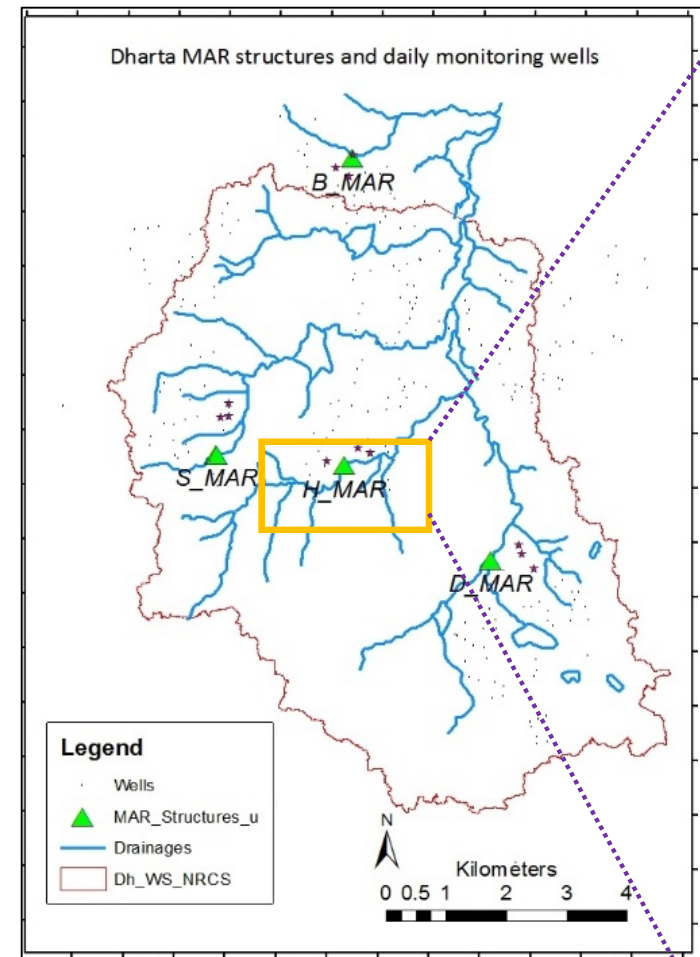 Dharta MAR structures and daily monitoring wells
B_MAR
S_MAR
H_MAR
D_MAR
Legend
Wells
MAR_Structures_u
Drainages
Dh_WS_NRCS
N
Kilometers
0 0.5 1 2 3 4